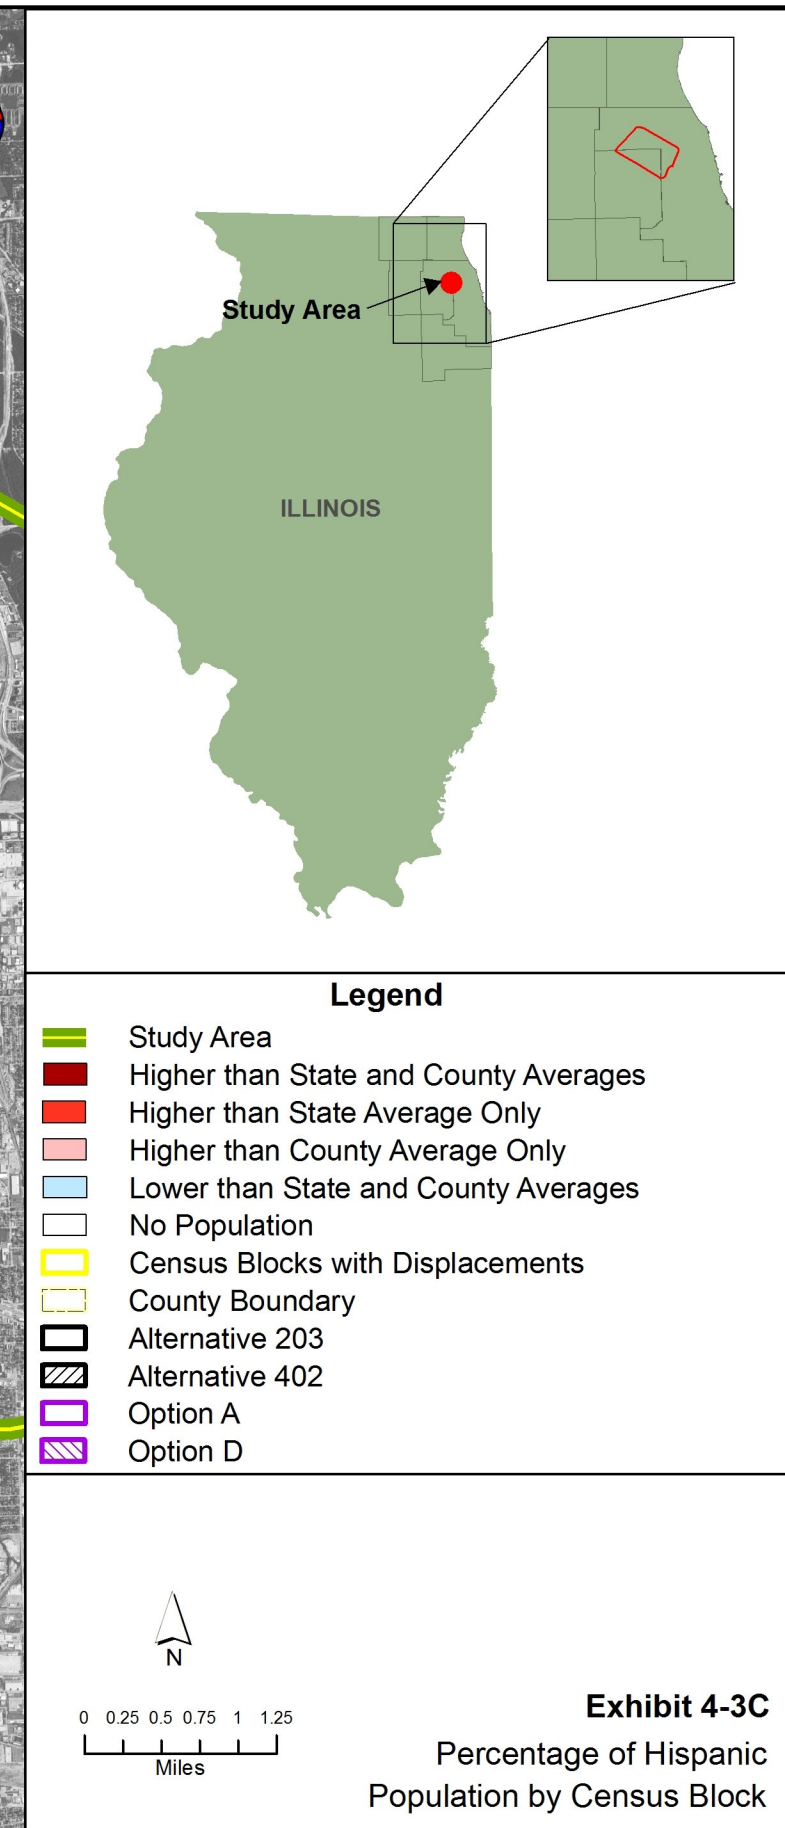 Study Area
ILLINOIS
Legend
Study Area
Higher than State and County Averages
Higher than State Average Only
Higher than County Average Only
Lower than State and County Averages
No Population
Census Blocks with Displacements
County Boundary
Alternative 203
Alternative 402
Option A
Option D
N
0 0.25 0.5 0.75 1 1.25
Miles
Exhibit 4-3C
Percentage of Hispanic
Population by Census Block